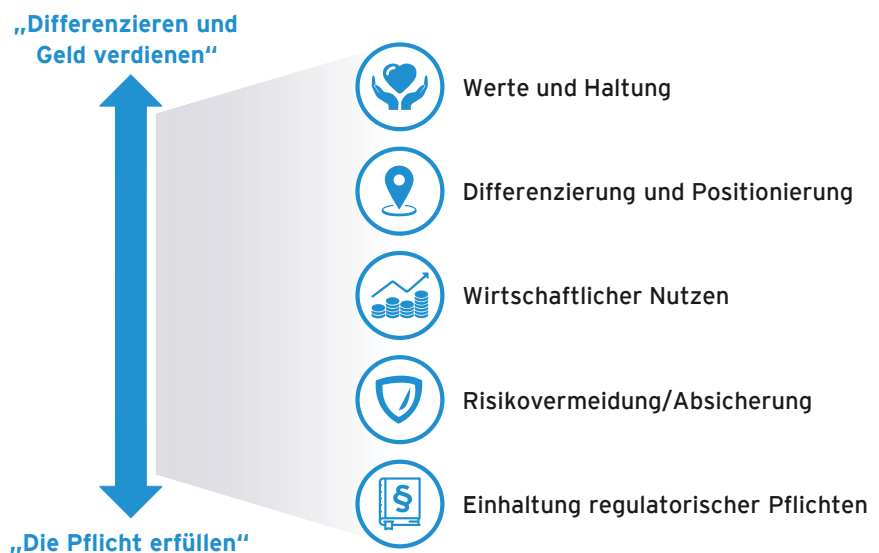 „Differenzieren und
Geld verdienen“
Werte und Haltung
Differenzierung und Positionierung
Wirtschaftlicher Nutzen
Risikovermeidung/Absicherung
§
Einhaltung regulatorischer Pflichten
„Die Pflicht erfüllen“